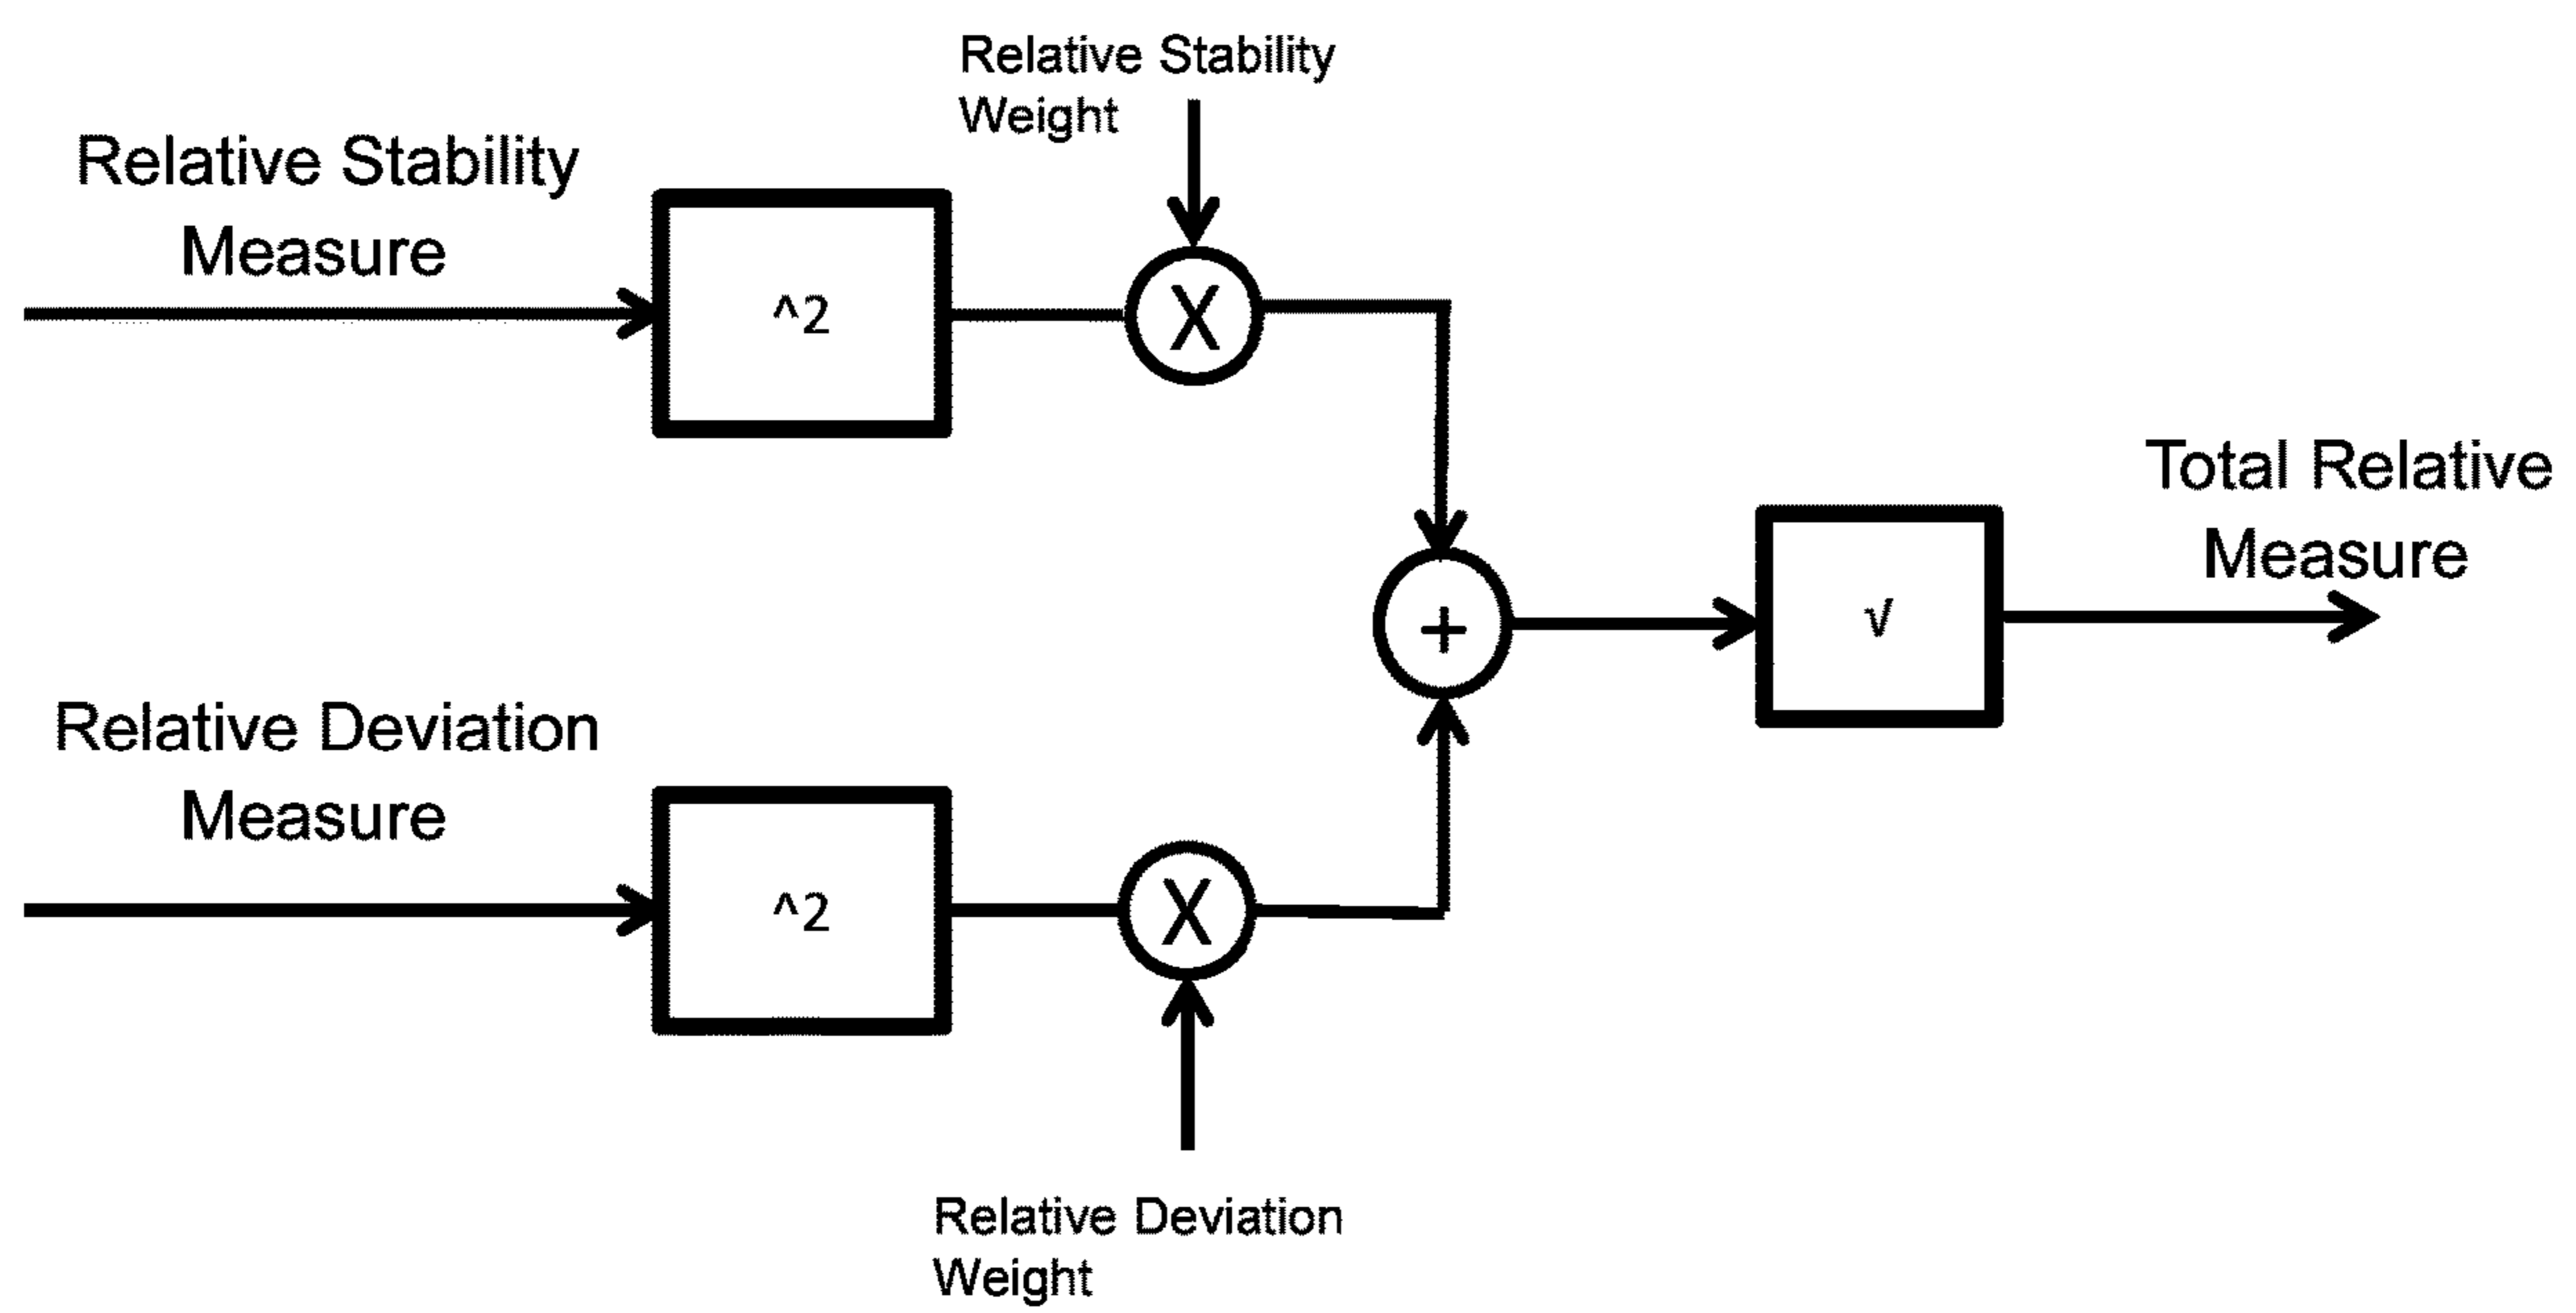 Relative Stability
Weight
Relative Stability
Measure
^2
X
Total Relative
Measure
+
√
Relative Deviation
Measure
^2
X
Relative Deviation
Weight